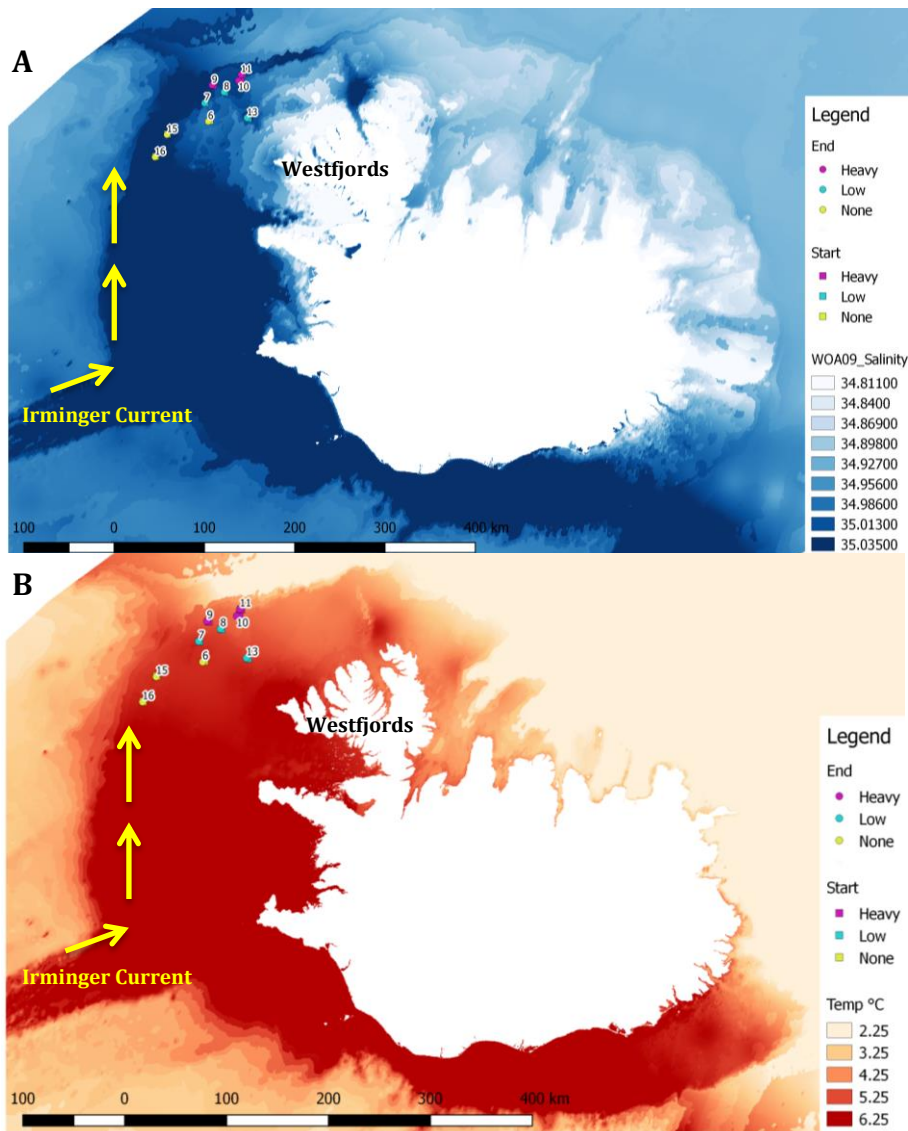 A
11
9
10
8
7
13
6
15
16
Westfjords
Irminger Current
100 0 100 200 300 400 km
Legend
End
Heavy
Low
None
Start
Heavy
Low
None
WOA09_Salinity
34.81100
34.8400
34.86900
34.89800
34.92700
34.95600
34.98600
35.01300
35.03500
B
11
9
10
8
7
13
6
15
16
Westfjords
Irminger Current
100 0 100 200 300 400 km
Legend
End
Heavy
Low
None
Start
Heavy
Low
None
Temp °C
2.25
3.25
4.25
5.25
6.25